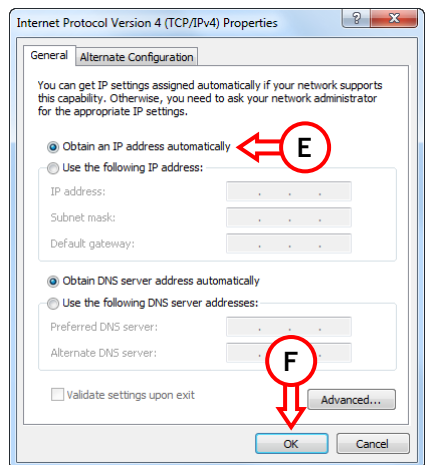 Internet Protocol Version 4 (TCP/IPv4) Properties
?
X
General
Alternate Configuration
You can get IP settings assigned automatically if your network supports
this capability. Otherwise, you need to ask your network administrator
for the appropriate IP settings.
Obtain an IP address automatically
E
Use the following IP address:
IP address:
Subnet mask:
Default gateway:
Obtain DNS server address automatically
Use the following DNS server addresses:
Preferred DNS server:
Alternate DNS server:
F
Validate settings upon exit
Advanced...
OK
Cancel